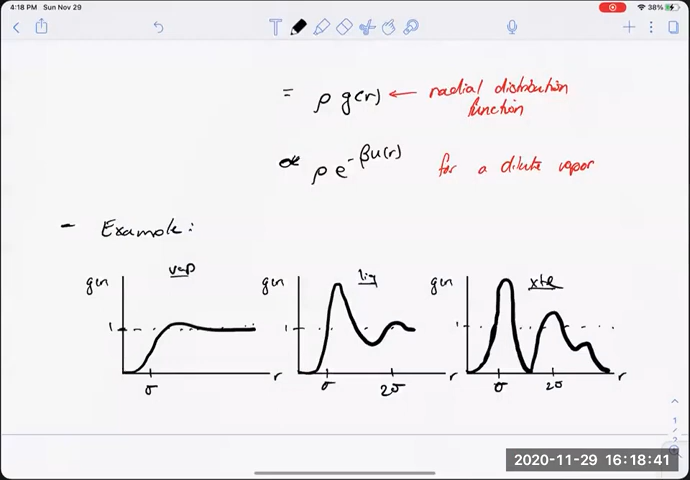 4:18 PM Sun Nov 29
38%
= ρ g(r) ← radial distribution
function
∝ ρ e^-βu(r) for a dilute vapor
- Example:
g(r) vap g(r) liq g(r) xtal
1 1 1
σ r σ 2σ r σ 2σ r
2020-11-29 16:18:41